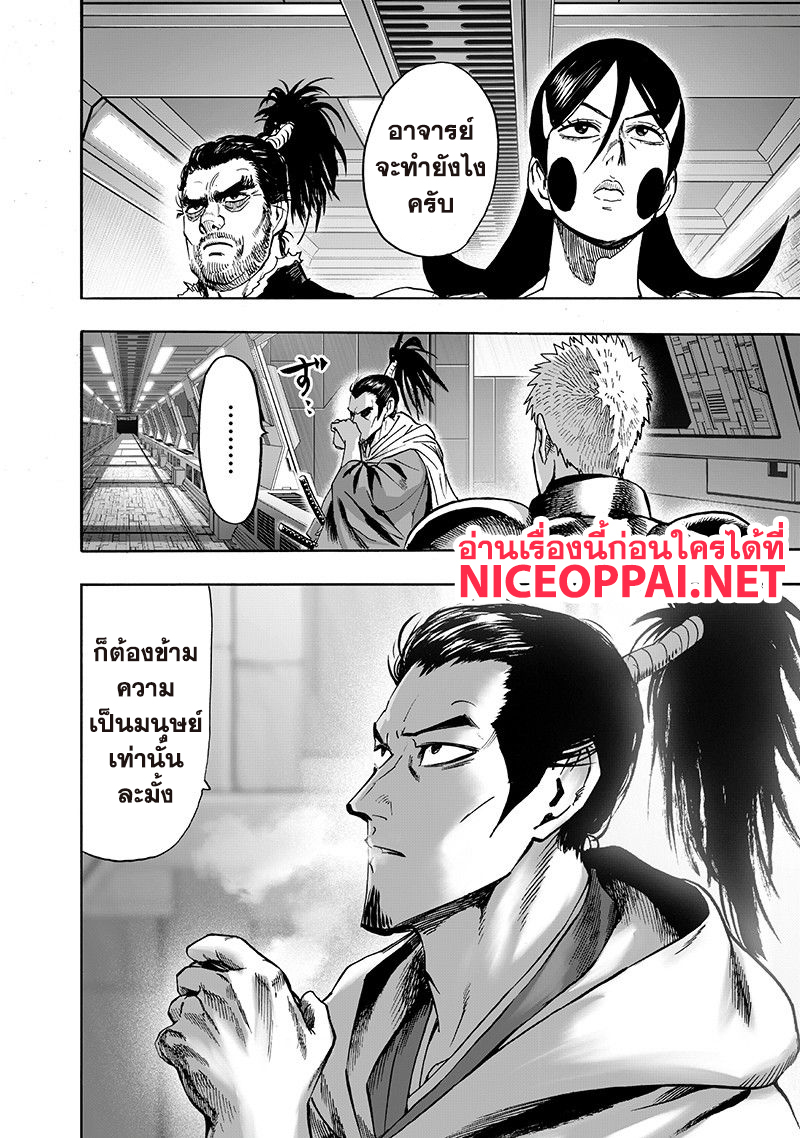 อาจารย์
จะทำยังไง
ครับ
ず…
………
อ่านเรื่องนี้ก่อนใครได้ที่
NICEOPPAI.NET
ก็ต้องข้าม
ความ
เป็นมนุษย์
เท่านั้น
ละมั้ง